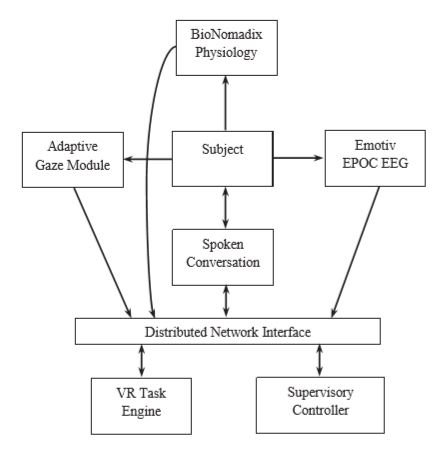 BioNomadix
Physiology
Adaptive
Gaze Module
Subject
Emotiv
EPOC EEG
Spoken
Conversation
Distributed Network Interface
VR Task
Engine
Supervisory
Controller